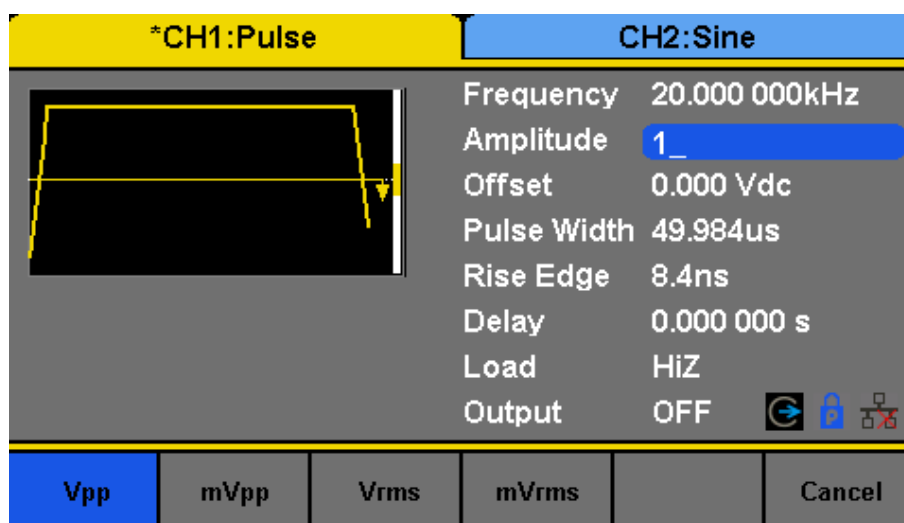 *CH1:Pulse CH2:Sine
Frequency 20.000 000kHz
Amplitude 1_
Offset 0.000 Vdc
Pulse Width 49.984us
Rise Edge 8.4ns
Delay 0.000 000 s
Load HiZ
Output OFF P
Vpp mVpp Vrms mVrms Cancel